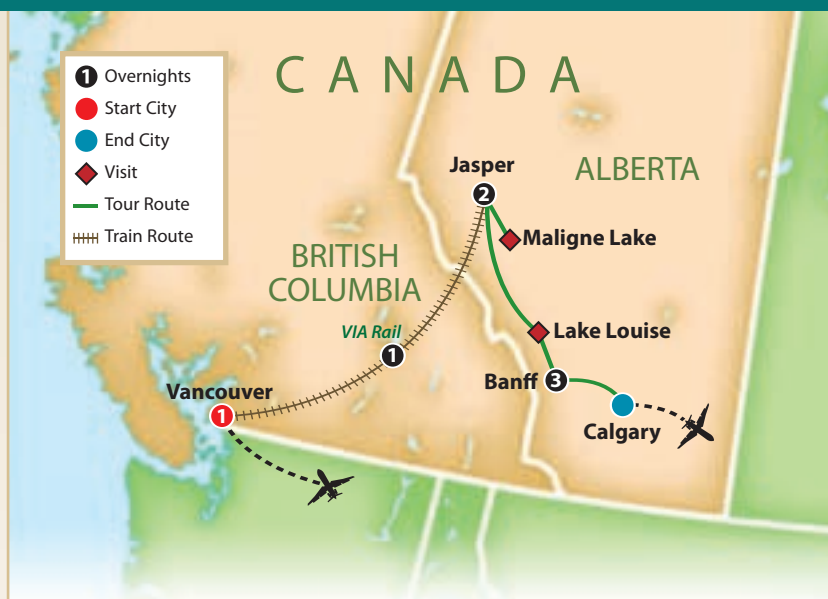 CANADA
1 Overnights
Start City
End City
Visit
Tour Route
Train Route
Jasper
2
ALBERTA
Maligne Lake
BRITISH
COLUMBIA
VIA Rail
1
Lake Louise
Banff 3
Vancouver
1
Calgary